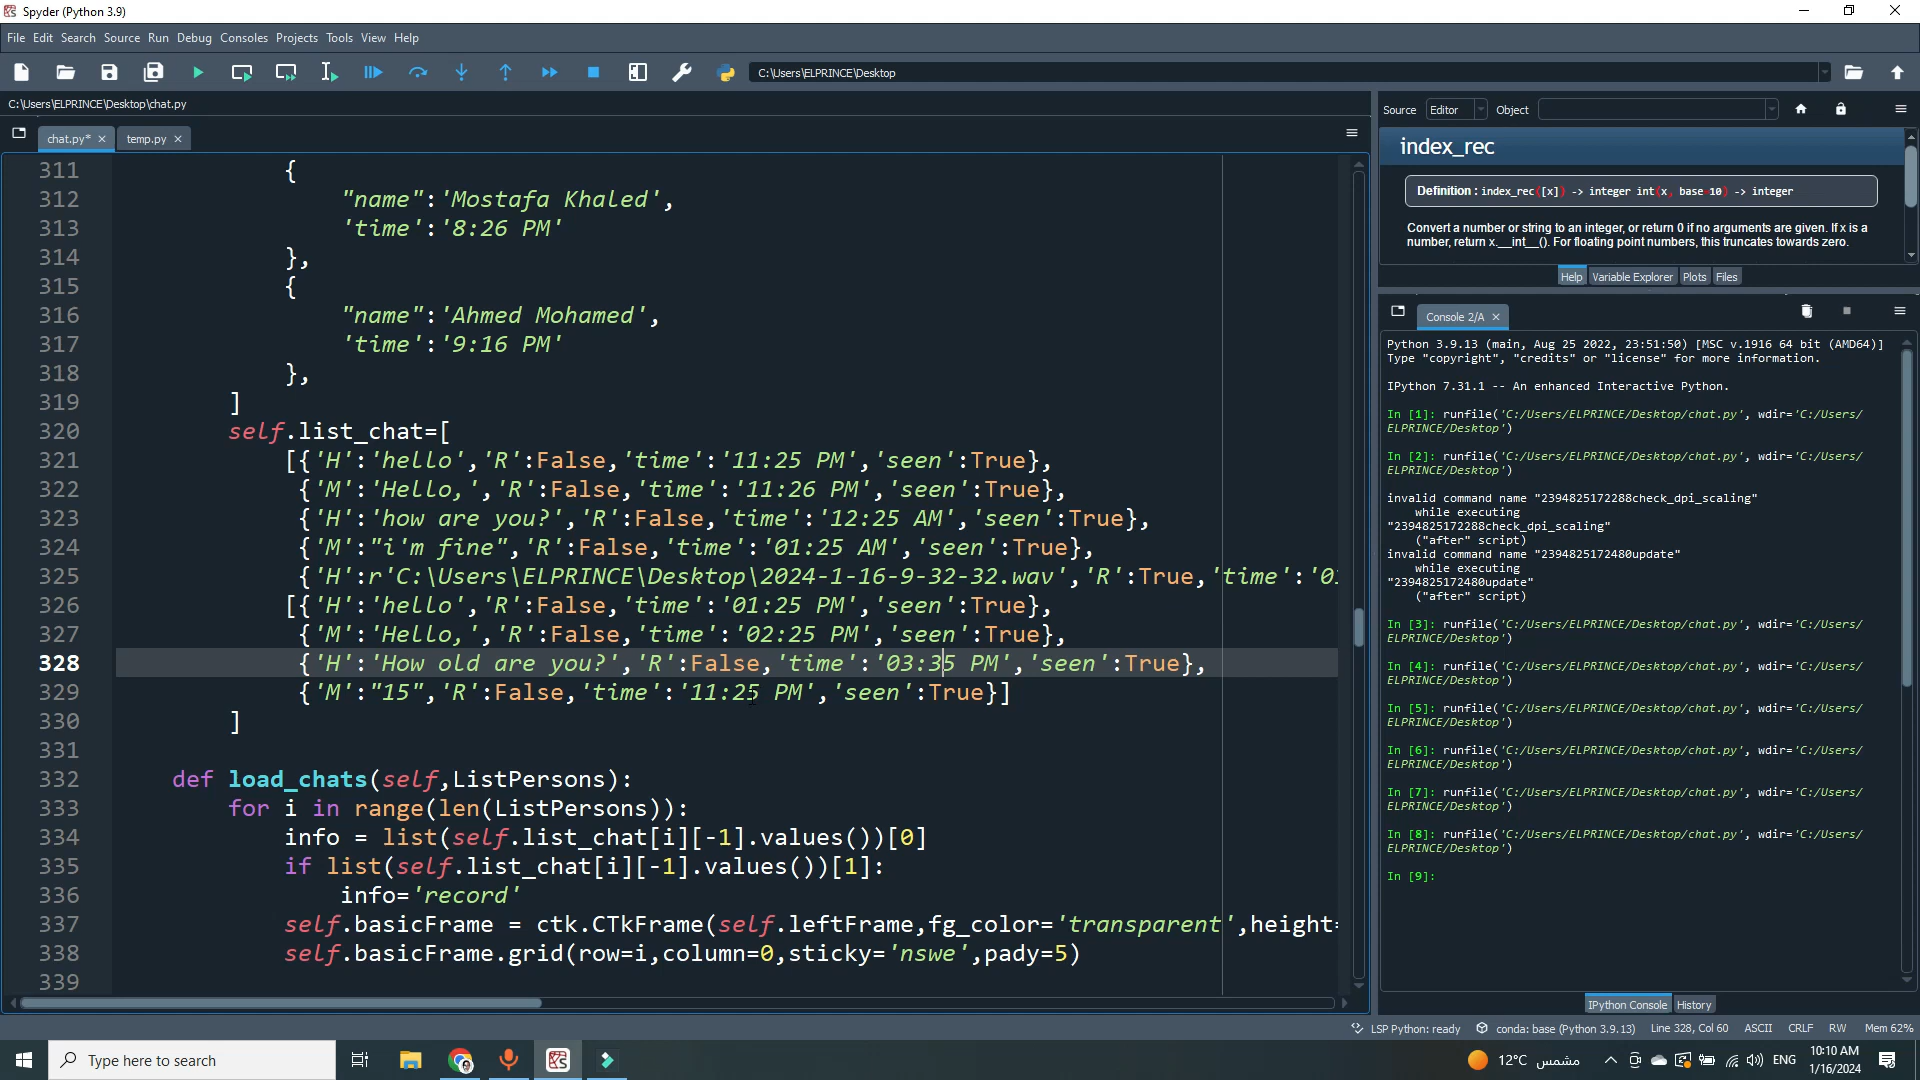 Spyder (Python 3.9)
File Edit Search Source Run Debug Consoles Projects Tools View Help
C:\Users\ELPRINCE\Desktop
C:\Users\ELPRINCE\Desktop\chat.py
chat.py*
temp.py
311 {
312 "name":'Mostafa Khaled',
313 'time':'8:26 PM'
314 },
315 {
316 "name":'Ahmed Mohamed',
317 'time':'9:16 PM'
318 },
319 ]
320 self.list_chat=[
321 [{'H':'hello','R':False,'time':'11:25 PM','seen':True},
322 {'M':'Hello,','R':False,'time':'11:26 PM','seen':True},
323 {'H':'how are you?','R':False,'time':'12:25 AM','seen':True},
324 {'M':"i'm fine",'R':False,'time':'01:25 AM','seen':True},
325 {'H':r'C:\Users\ELPRINCE\Desktop\2024-1-16-9-32-32.wav','R':True,'time':'0
326 [{'H':'hello','R':False,'time':'01:25 PM','seen':True},
327 {'M':'Hello,','R':False,'time':'02:25 PM','seen':True},
328 {'H':'How old are you?','R':False,'time':'03:35 PM','seen':True},
329 {'M':"15",'R':False,'time':'11:25 PM','seen':True}]
330 ]
331
332 def load_chats(self,ListPersons):
333 for i in range(len(ListPersons)):
334 info = list(self.list_chat[i][-1].values())[0]
335 if list(self.list_chat[i][-1].values())[1]:
336 info='record'
337 self.basicFrame = ctk.CTkFrame(self.leftFrame,fg_color='transparent',height=
338 self.basicFrame.grid(row=i,column=0,sticky='nswe',pady=5)
339
Source Editor Object
index_rec
Definition : index_rec([x]) -> integer int(x, base=10) -> integer
Convert a number or string to an integer, or return 0 if no arguments are given. If x is a
number, return x.__int__(). For floating point numbers, this truncates towards zero.
Help Variable Explorer Plots Files
Console 2/A
Python 3.9.13 (main, Aug 25 2022, 23:51:50) [MSC v.1916 64 bit (AMD64)]
Type "copyright", "credits" or "license" for more information.
IPython 7.31.1 -- An enhanced Interactive Python.
In [1]: runfile('C:/Users/ELPRINCE/Desktop/chat.py', wdir='C:/Users/
ELPRINCE/Desktop')
In [2]: runfile('C:/Users/ELPRINCE/Desktop/chat.py', wdir='C:/Users/
ELPRINCE/Desktop')
invalid command name "2394825172288check_dpi_scaling"
while executing
"2394825172288check_dpi_scaling"
("after" script)
invalid command name "2394825172480update"
while executing
"2394825172480update"
("after" script)
In [3]: runfile('C:/Users/ELPRINCE/Desktop/chat.py', wdir='C:/Users/
ELPRINCE/Desktop')
In [4]: runfile('C:/Users/ELPRINCE/Desktop/chat.py', wdir='C:/Users/
ELPRINCE/Desktop')
In [5]: runfile('C:/Users/ELPRINCE/Desktop/chat.py', wdir='C:/Users/
ELPRINCE/Desktop')
In [6]: runfile('C:/Users/ELPRINCE/Desktop/chat.py', wdir='C:/Users/
ELPRINCE/Desktop')
In [7]: runfile('C:/Users/ELPRINCE/Desktop/chat.py', wdir='C:/Users/
ELPRINCE/Desktop')
In [8]: runfile('C:/Users/ELPRINCE/Desktop/chat.py', wdir='C:/Users/
ELPRINCE/Desktop')
In [9]:
IPython Console History
LSP Python: ready conda: base (Python 3.9.13) Line 328, Col 60 ASCII CRLF RW Mem 62%
Type here to search
12°C مشمس
ENG
10:10 AM
1/16/2024